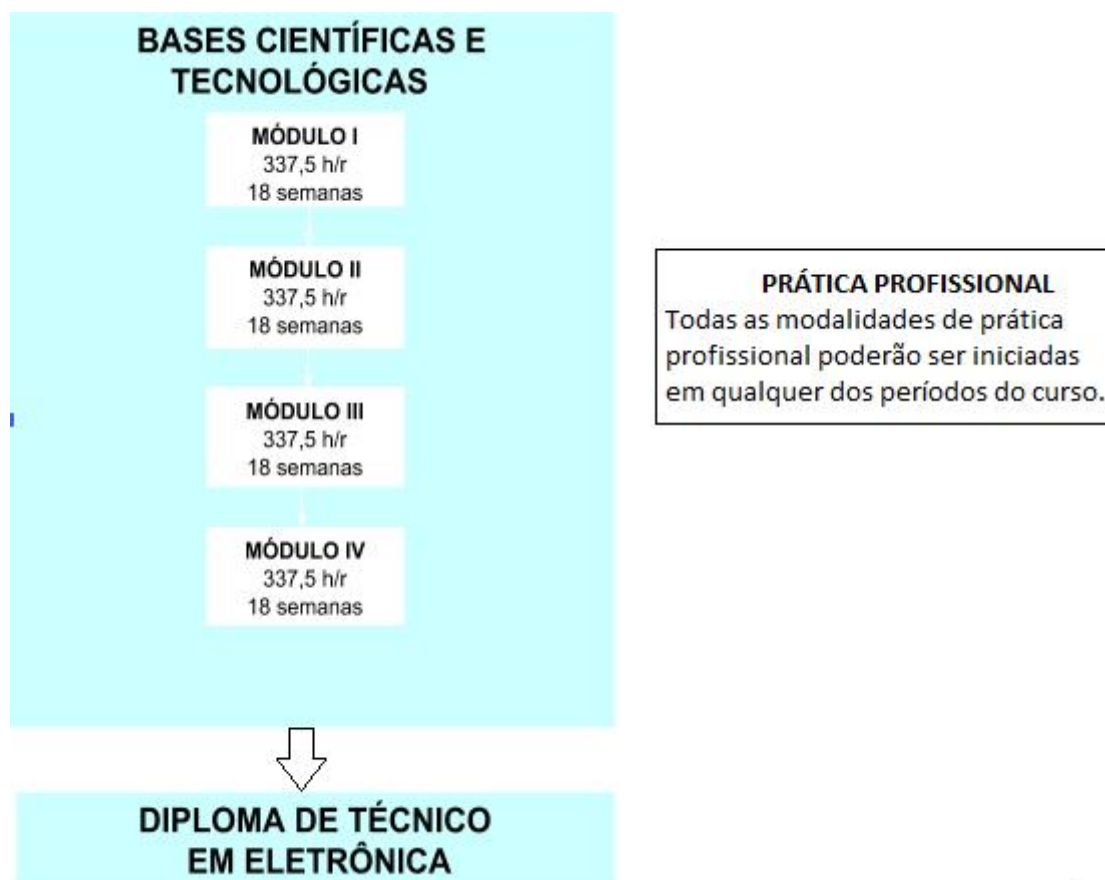 BASES CIENTÍFICAS E
TECNOLÓGICAS
MÓDULO I
337,5 h/r
18 semanas
MÓDULO II
337,5 h/r
18 semanas
MÓDULO III
337,5 h/r
18 semanas
MÓDULO IV
337,5 h/r
18 semanas
DIPLOMA DE TÉCNICO
EM ELETRÔNICA
PRÁTICA PROFISSIONAL
Todas as modalidades de prática
profissional poderão ser iniciadas
em qualquer dos períodos do curso.